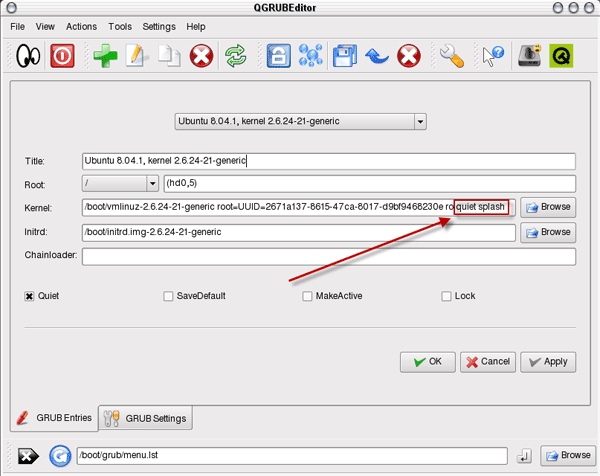 QGRUBEditor
File View Actions Tools Settings Help
Ubuntu 8.04.1, kernel 2.6.24-21-generic
Title: Ubuntu 8.04.1, kernel 2.6.24-21-generic
Root: / (hd0,5)
Kernel: /boot/vmlinuz-2.6.24-21-generic root=UUID=2671a137-8615-47ca-8017-d9bf9468230e ro quiet splash Browse
Initrd: /boot/initrd.img-2.6.24-21-generic Browse
Chainloader:
Quiet SaveDefault MakeActive Lock
OK Cancel Apply
GRUB Entries GRUB Settings
/boot/grub/menu.lst Browse